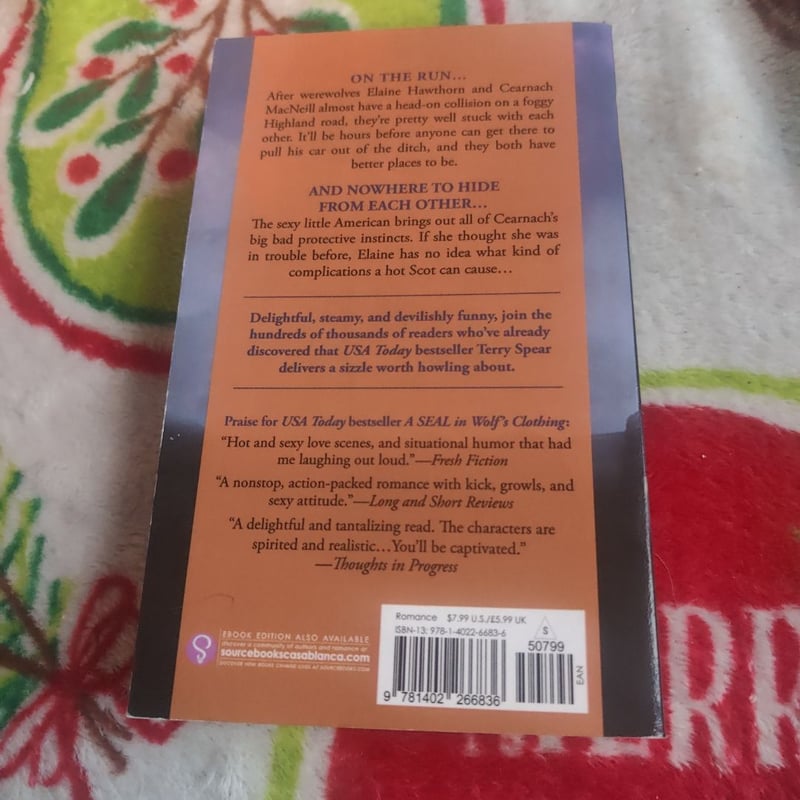 ON THE RUN…
After werewolves Elaine Hawthorn and Cearnach
MacNeill almost have a head-on collision on a foggy
Highland road, they're pretty well stuck with each
other. It'll be hours before anyone can get there to
pull his car out of the ditch, and they both have
better places to be.
AND NOWHERE TO HIDE
FROM EACH OTHER…
The sexy little American brings out all of Cearnach's
big bad protective instincts. If she thought she was
in trouble before, Elaine has no idea what kind of
complications a hot Scot can cause…
Delightful, steamy, and devilishly funny, join the
hundreds of thousands of readers who've already
discovered that USA Today bestseller Terry Spear
delivers a sizzle worth howling about.
Praise for USA Today bestseller A SEAL in Wolf's Clothing:
“Hot and sexy love scenes, and situational humor that had
me laughing out loud.”—Fresh Fiction
“A nonstop, action-packed romance with kick, growls, and
sexy attitude.”—Long and Short Reviews
“A delightful and tantalizing read. The characters are
spirited and realistic…You'll be captivated.”
—Thoughts in Progress
EBOOK EDITION ALSO AVAILABLE
discover a community of authors and romance at
sourcebookscasablanca.com
Romance $7.99 U.S./£5.99 UK
ISBN-13: 978-1-4022-6683-6
S
50799
EAN
9 781402 266836
ERR